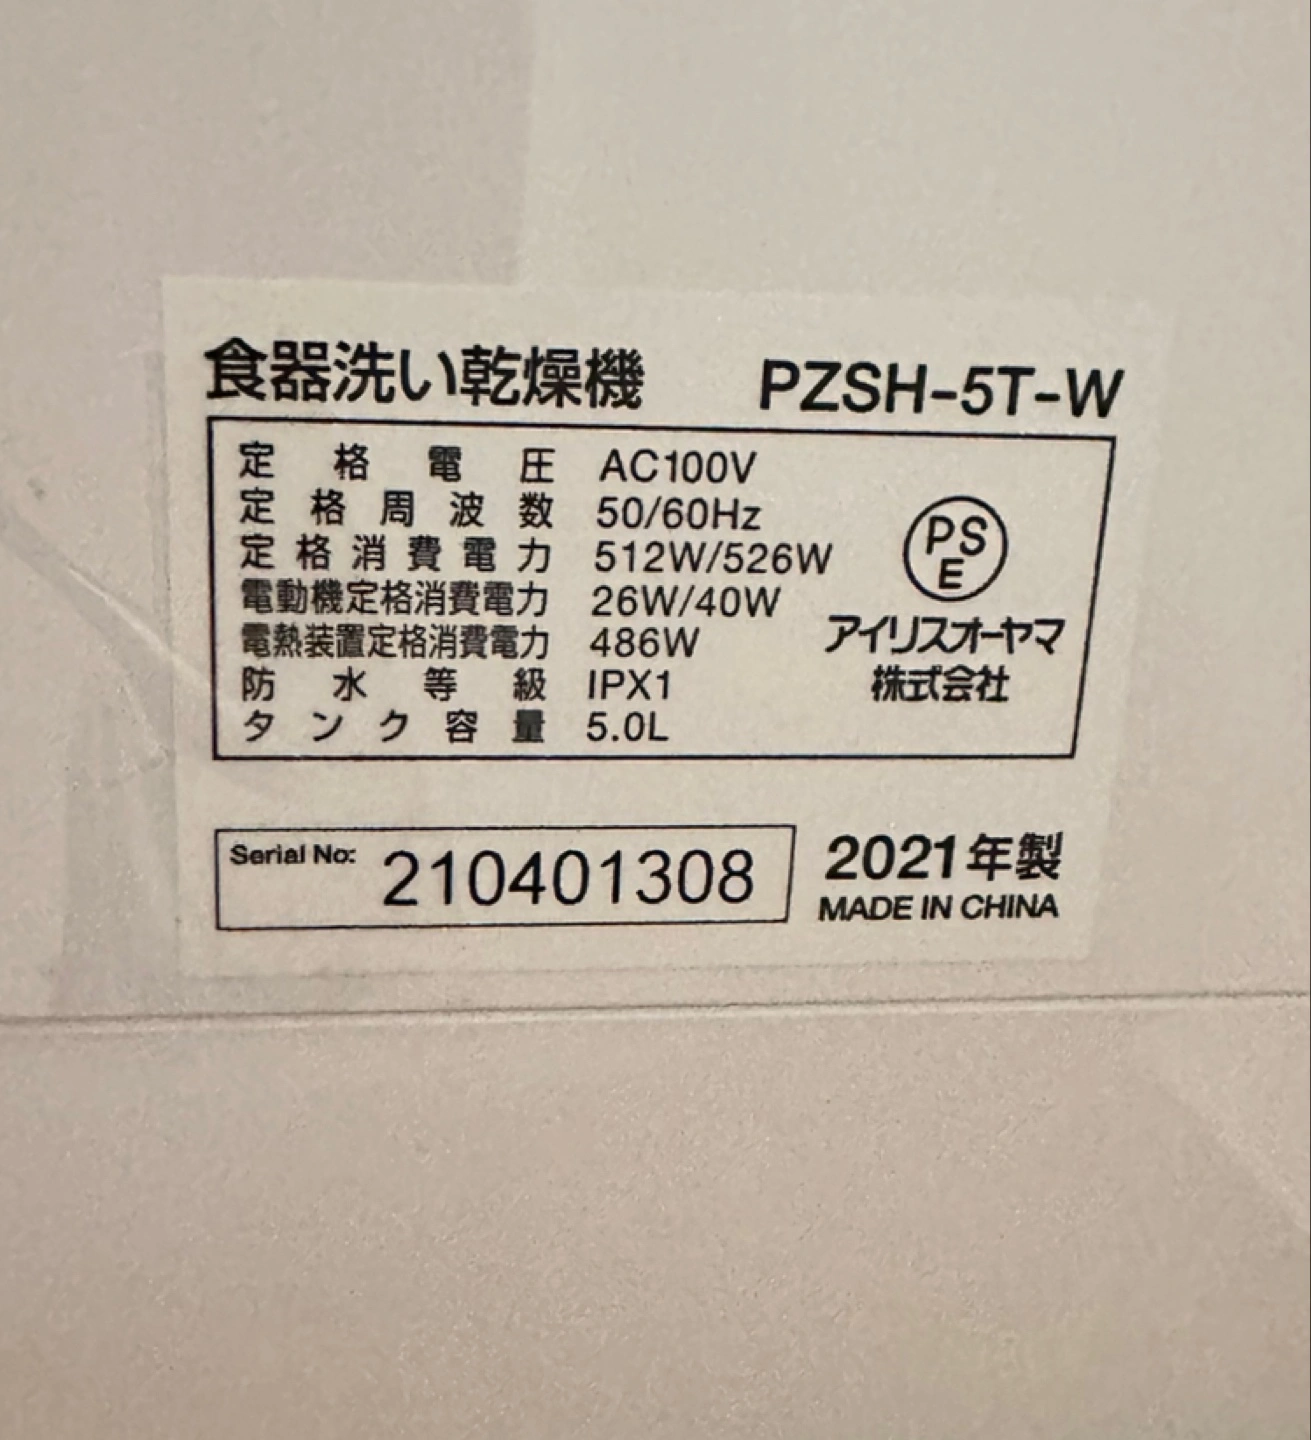 食器洗い乾燥機 PZSH-5T-W
定格電圧 AC100V
定格周波数 50/60Hz
定格消費電力 512W/526W
電動機定格消費電力 26W/40W
電熱装置定格消費電力 486W
防水等級 IPX1
タンク容量 5.0L
PS
E
アイリスオーヤマ
株式会社
Serial No: 210401308
2021年製
MADE IN CHINA